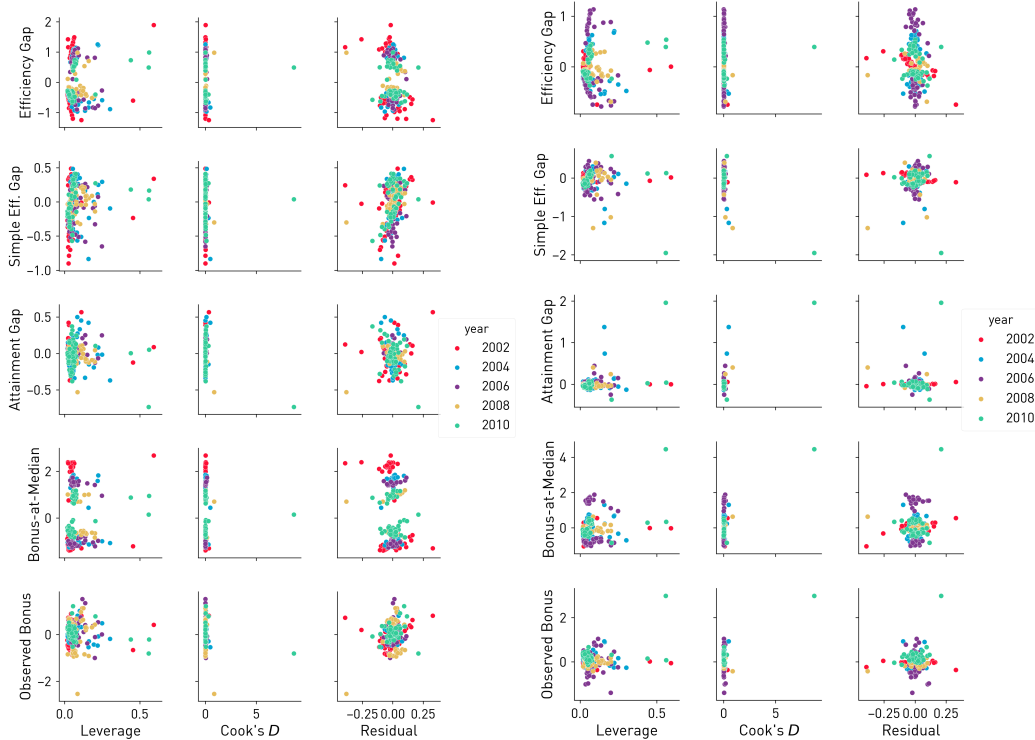 Efficiency Gap
2
1
0
−1
Simple Eff. Gap
0.5
0.0
−0.5
−1.0
Attainment Gap
0.5
0.0
−0.5
Bonus-at-Median
2
0
Observed Bonus
0
−2
0.0
0.5
Leverage
0
5
Cook's D
−0.25
0.00
0.25
Residual
year
2002
2004
2006
2008
2010
Efficiency Gap
1
0
Simple Eff. Gap
0
−1
−2
Attainment Gap
2
1
0
Bonus-at-Median
4
2
0
Observed Bonus
2
0
0.0
0.5
Leverage
0
5
Cook's D
−0.25
0.00
0.25
Residual
year
2002
2004
2006
2008
2010